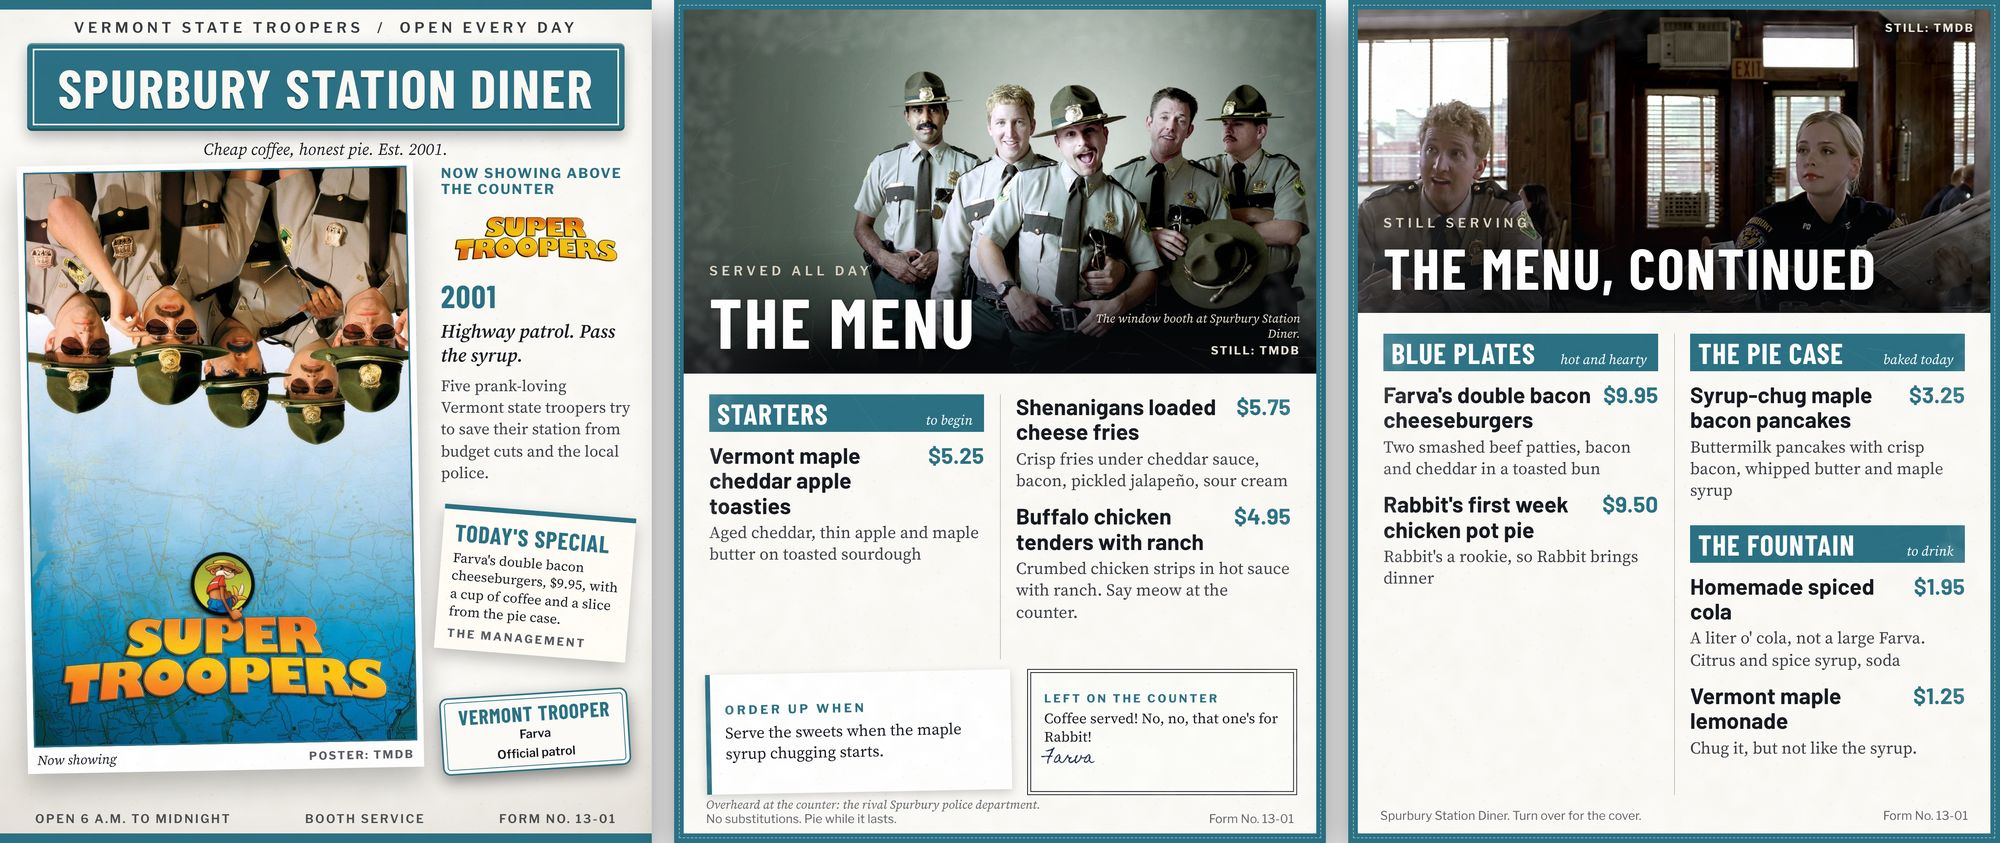 VERMONT STATE TROOPERS / OPEN EVERY DAY
SPURBURY STATION DINER
Cheap coffee, honest pie. Est. 2001.
NOW SHOWING ABOVE
THE COUNTER
SUPER
TROOPERS
2001
Highway patrol. Pass
the syrup.
Five prank-loving
Vermont state troopers try
to save their station from
budget cuts and the local
police.
TODAY'S SPECIAL
Farva's double bacon
cheeseburgers, $9.95, with
a cup of coffee and a slice
from the pie case.
THE MANAGEMENT
VERMONT TROOPER
Farva
Official patrol
SUPER
TROOPERS
Now showing
POSTER: TMDB
OPEN 6 A.M. TO MIDNIGHT
BOOTH SERVICE
FORM NO. 13-01
SERVED ALL DAY
THE MENU
The window booth at Spurbury Station
Diner.
STILL: TMDB
STARTERS
to begin
Vermont maple $5.25
cheddar apple
toasties
Aged cheddar, thin apple and maple
butter on toasted sourdough
Shenanigans loaded $5.75
cheese fries
Crisp fries under cheddar sauce,
bacon, pickled jalapeño, sour cream
Buffalo chicken $4.95
tenders with ranch
Crumbed chicken strips in hot sauce
with ranch. Say meow at the
counter.
ORDER UP WHEN
Serve the sweets when the maple
syrup chugging starts.
LEFT ON THE COUNTER
Coffee served! No, no, that one's for
Rabbit!
Farva
Overheard at the counter: the rival Spurbury police department.
No substitutions. Pie while it lasts.
Form No. 13-01
STILL: TMDB
EXIT
STILL SERVING
THE MENU, CONTINUED
BLUE PLATES
hot and hearty
Farva's double bacon $9.95
cheeseburgers
Two smashed beef patties, bacon
and cheddar in a toasted bun
Rabbit's first week $9.50
chicken pot pie
Rabbit's a rookie, so Rabbit brings
dinner
THE PIE CASE
baked today
Syrup-chug maple $3.25
bacon pancakes
Buttermilk pancakes with crisp
bacon, whipped butter and maple
syrup
THE FOUNTAIN
to drink
Homemade spiced $1.95
cola
A liter o' cola, not a large Farva.
Citrus and spice syrup, soda
Vermont maple $1.25
lemonade
Chug it, but not like the syrup.
Spurbury Station Diner. Turn over for the cover.
Form No. 13-01